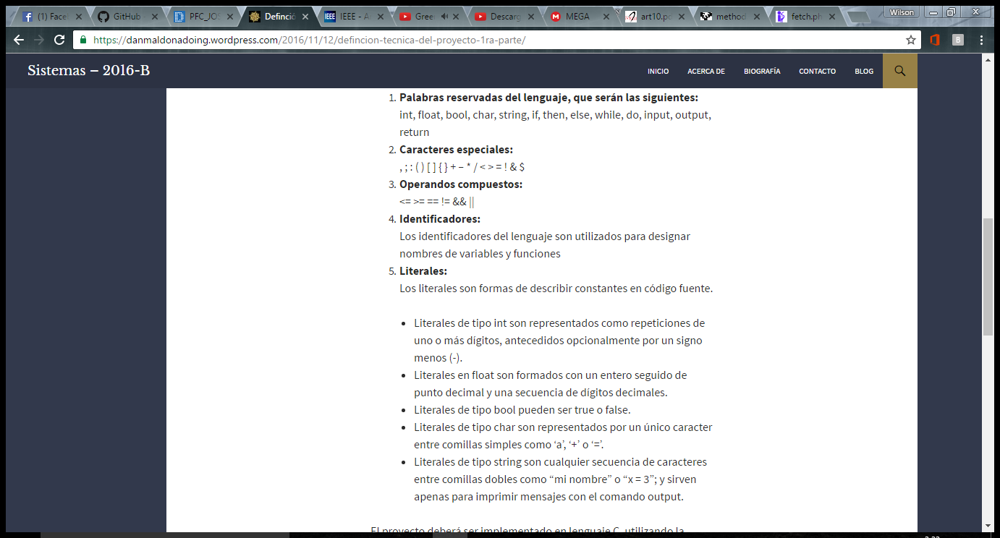 (1) Facel
GitHub
PFC_JOS
Definció
IEEE - A
Green
Descarg
MEGA
art10.pd
method
fetch.ph
Wilson
https://danmaldonadoing.wordpress.com/2016/11/12/defincion-tecnica-del-proyecto-1ra-parte/
Sistemas – 2016-B
INICIO ACERCA DE BIOGRAFÍA CONTACTO BLOG
1. Palabras reservadas del lenguaje, que serán las siguientes:
int, float, bool, char, string, if, then, else, while, do, input, output,
return
2. Caracteres especiales:
, ; : ( ) [ ] { } + – * / < > = ! & $
3. Operandos compuestos:
<= >= == != && ||
4. Identificadores:
Los identificadores del lenguaje son utilizados para designar
nombres de variables y funciones
5. Literales:
Los literales son formas de describir constantes en código fuente.
• Literales de tipo int son representados como repeticiones de
uno o más dígitos, antecedidos opcionalmente por un signo
menos (-).
• Literales en float son formados con un entero seguido de
punto decimal y una secuencia de dígitos decimales.
• Literales de tipo bool pueden ser true o false.
• Literales de tipo char son representados por un único caracter
entre comillas simples como ‘a’, ‘+’ o ‘=’.
• Literales de tipo string son cualquier secuencia de caracteres
entre comillas dobles como “mi nombre” o “x = 3”; y sirven
apenas para imprimir mensajes con el comando output.
El proyecto deberá ser implementado en lenguaje C, utilizando la